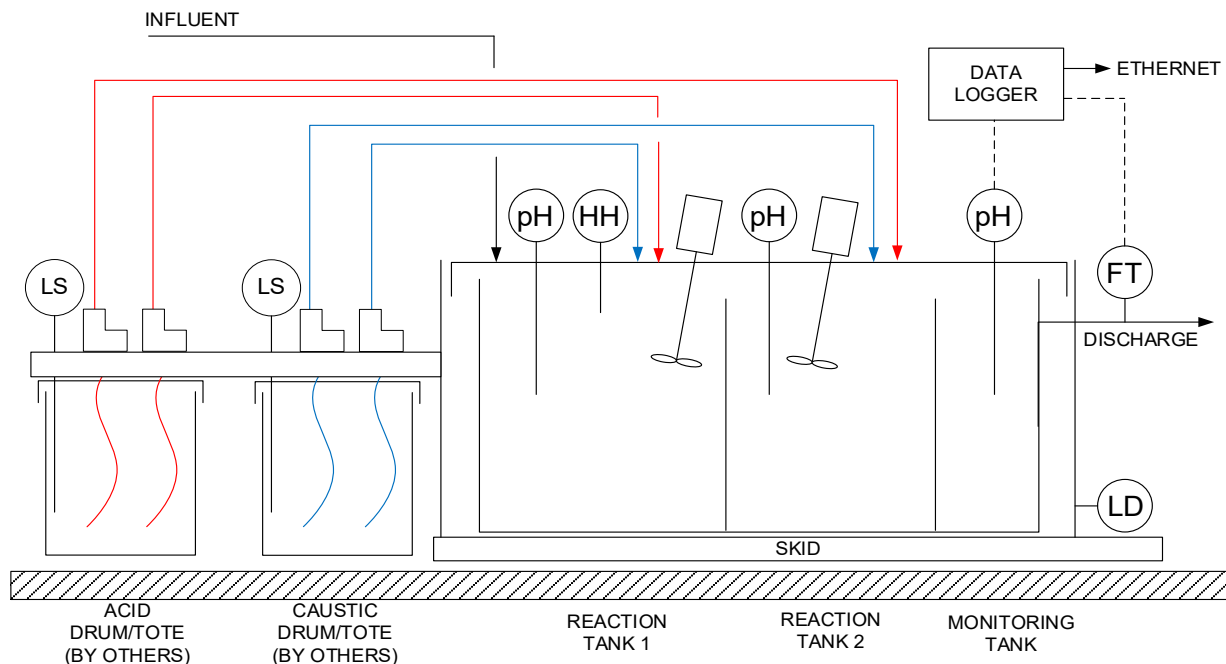 INFLUENT
DATA
LOGGER
ETHERNET
pH
HH
pH
pH
LS
LS
FT
DISCHARGE
LD
SKID
ACID
DRUM/TOTE
(BY OTHERS)
CAUSTIC
DRUM/TOTE
(BY OTHERS)
REACTION
TANK 1
REACTION
TANK 2
MONITORING
TANK